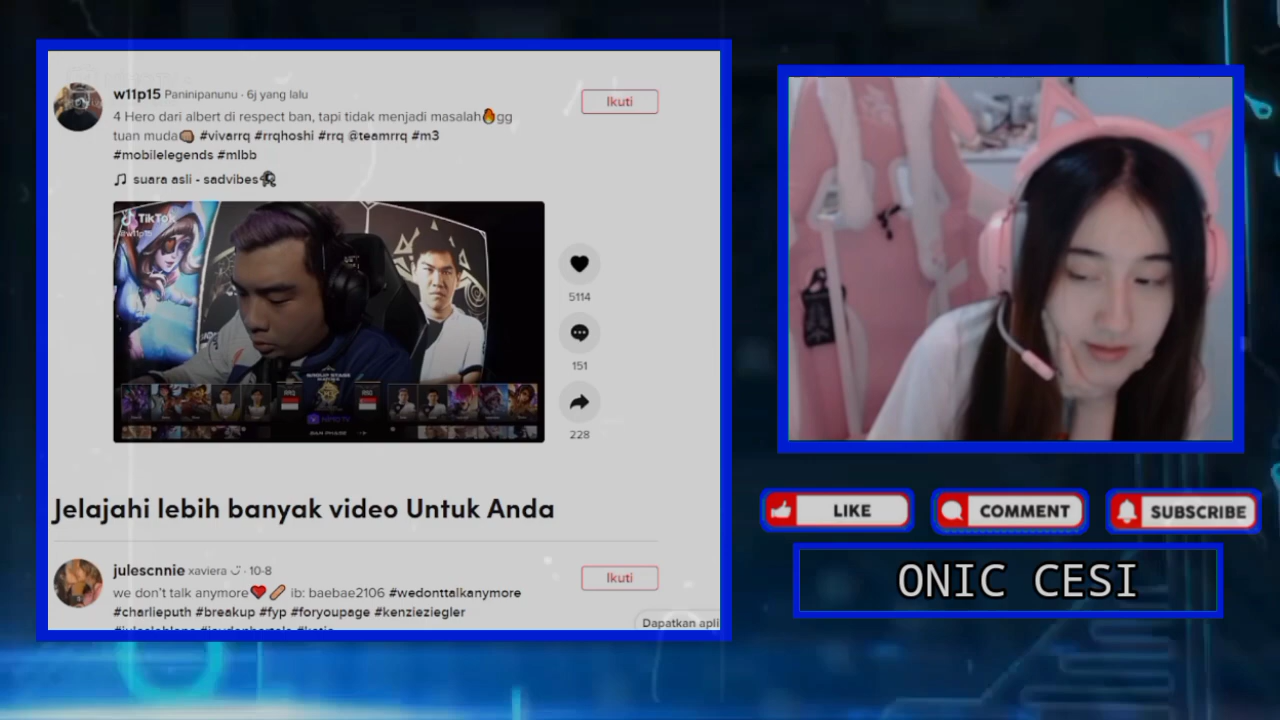 w11p15 Paninipanunu · 6j yang lalu
Ikuti
4 Hero dari albert di respect ban, tapi tidak menjadi masalah🔥gg
tuan muda👊 #vivarrq #rrqhoshi #rrq @teamrrq #m3
#mobilelegends #mlbb
♫ suara asli - sadvibes
TikTok
@w11p15
5114
151
228
Jelajahi lebih banyak video Untuk Anda
julescnnie xaviera · 10-8
Ikuti
we don't talk anymore❤️🩹 ib: baebae2106 #wedonttalkanymore
#charlieputh #breakup #fyp #foryoupage #kenzieziegler
Dapatkan apli
LIKE
COMMENT
SUBSCRIBE
ONIC CESI